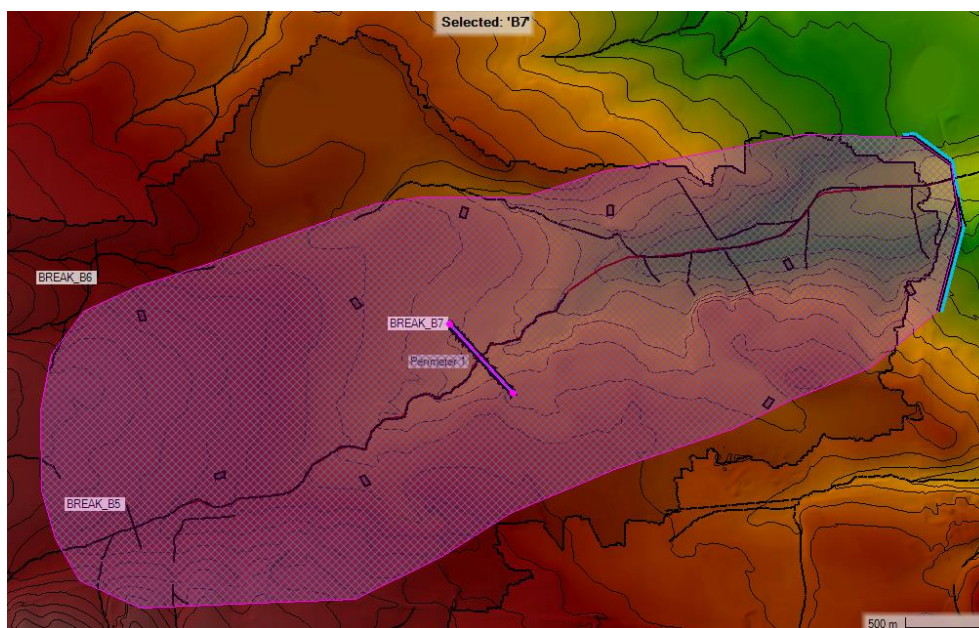 Selected: 'B7'
BREAK_B6
BREAK_B7
Perimeter 1
BREAK_B5
500 m